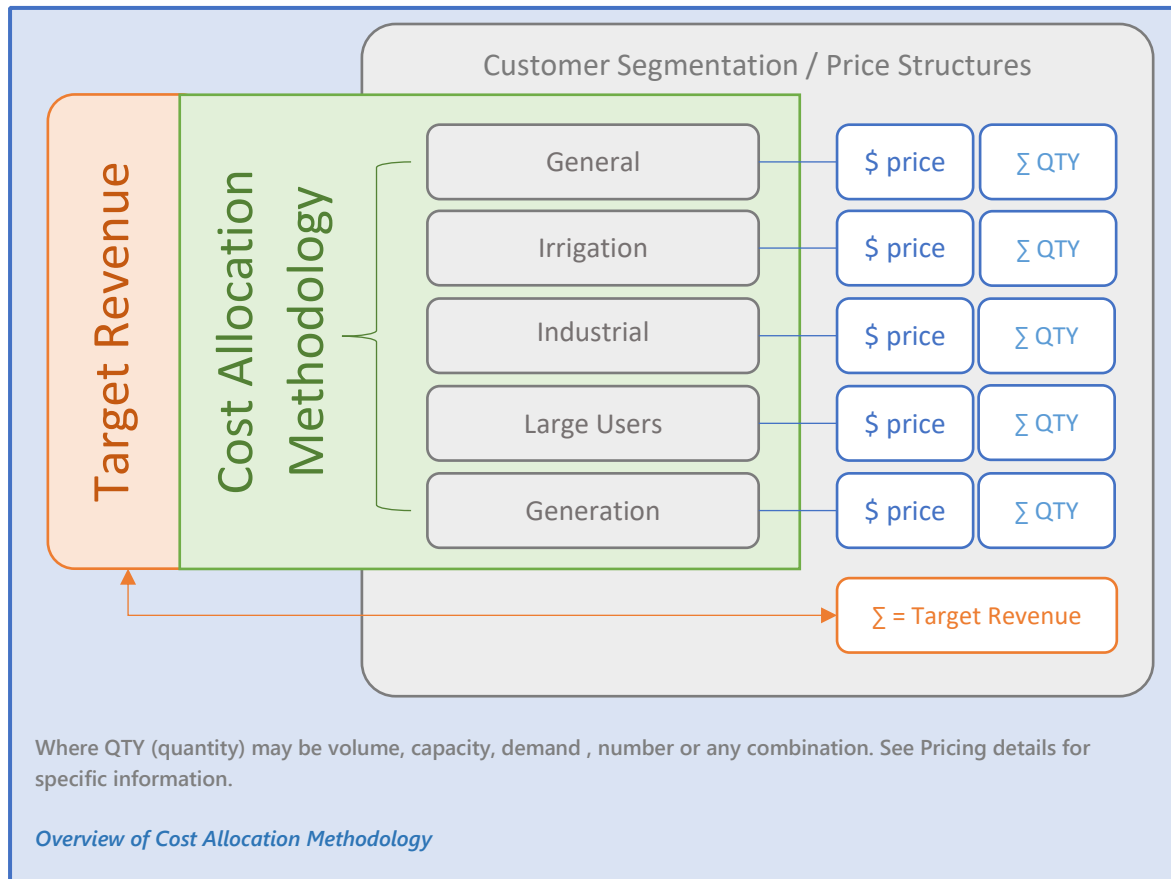 Customer Segmentation / Price Structures
Target Revenue
Cost Allocation
Methodology
General
$ price
∑ QTY
Irrigation
$ price
∑ QTY
Industrial
$ price
∑ QTY
Large Users
$ price
∑ QTY
Generation
$ price
∑ QTY
∑ = Target Revenue
Where QTY (quantity) may be volume, capacity, demand , number or any combination. See Pricing details for
specific information.
Overview of Cost Allocation Methodology